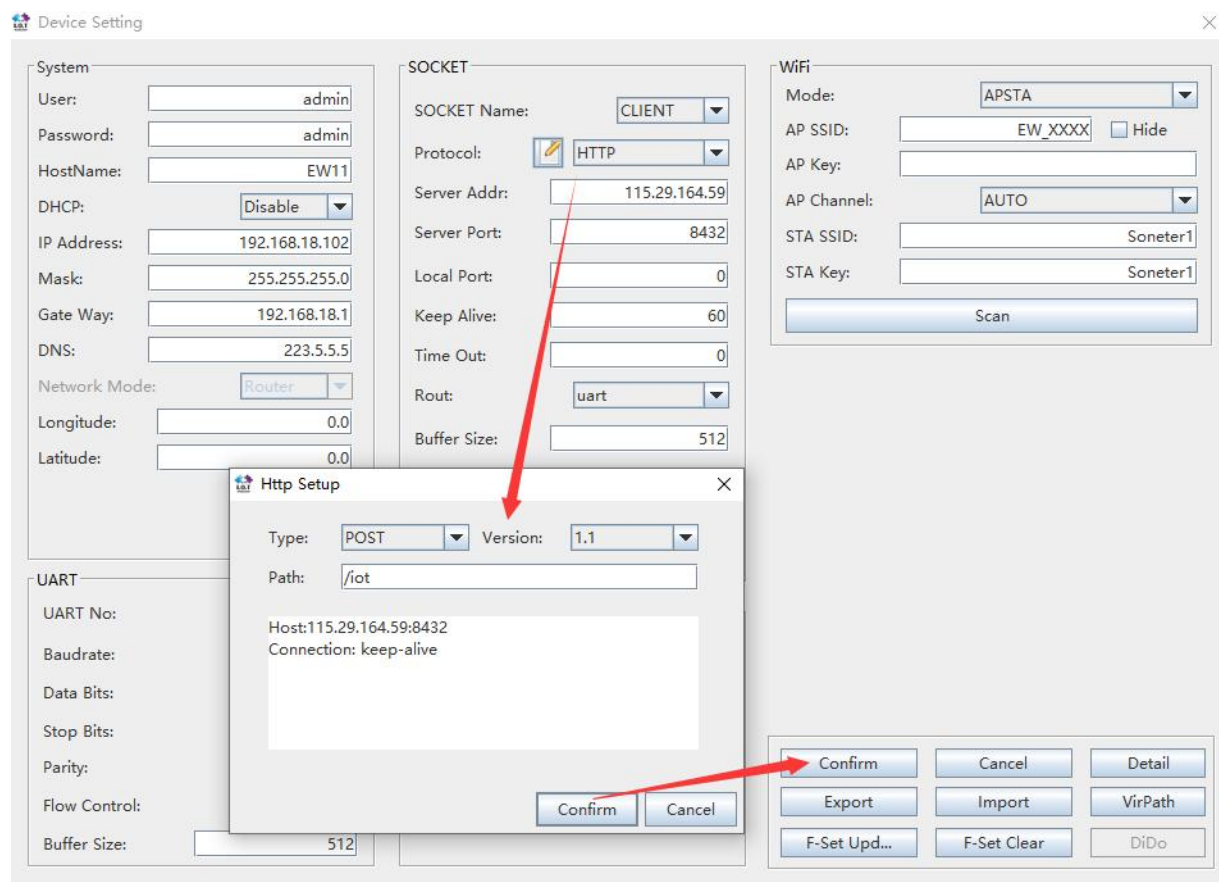 Device Setting
System
User: admin
Password: admin
HostName: EW11
DHCP: Disable
IP Address: 192.168.18.102
Mask: 255.255.255.0
Gate Way: 192.168.18.1
DNS: 223.5.5.5
Network Mode: Router
Longitude: 0.0
Latitude: 0.0
SOCKET
SOCKET Name: CLIENT
Protocol: HTTP
Server Addr: 115.29.164.59
Server Port: 8432
Local Port: 0
Keep Alive: 60
Time Out: 0
Rout: uart
Buffer Size: 512
WiFi
Mode: APSTA
AP SSID: EW_XXXX Hide
AP Key:
AP Channel: AUTO
STA SSID: Soneter1
STA Key: Soneter1
Scan
UART
UART No:
Baudrate:
Data Bits:
Stop Bits:
Parity:
Flow Control:
Buffer Size: 512
Http Setup
Type: POST Version: 1.1
Path: /iot
Host:115.29.164.59:8432
Connection: keep-alive
Confirm Cancel
Confirm Cancel Detail
Export Import VirPath
F-Set Upd... F-Set Clear DiDo